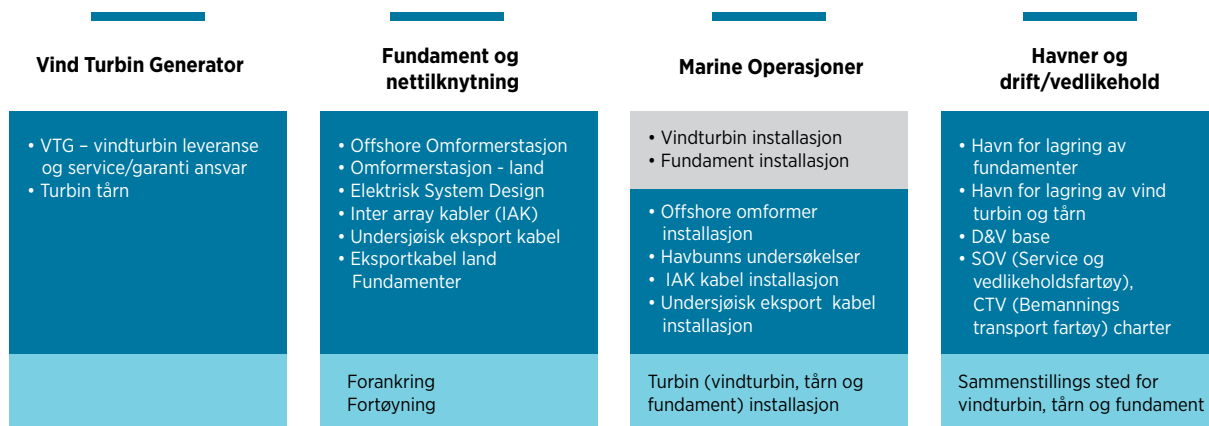 Vind Turbin Generator
• VTG – vindturbin leveranse
og service/garanti ansvar
• Turbin tårn
Fundament og
nettilknytning
• Offshore Omformerstasjon
• Omformerstasjon - land
• Elektrisk System Design
• Inter array kabler (IAK)
• Undersjøisk eksport kabel
• Eksportkabel land
Fundamenter
Forankring
Fortøyning
Marine Operasjoner
• Vindturbin installasjon
• Fundament installasjon
• Offshore omformer
installasjon
• Havbunns undersøkelser
• IAK kabel installasjon
• Undersjøisk eksport kabel
installasjon
Turbin (vindturbin, tårn og
fundament) installasjon
Havner og
drift/vedlikehold
• Havn for lagring av
fundamenter
• Havn for lagring av vind
turbin og tårn
• D&V base
• SOV (Service og
vedlikeholdsfartøy),
CTV (Bemannings
transport fartøy) charter
Sammenstillings sted for
vindturbin, tårn og fundament